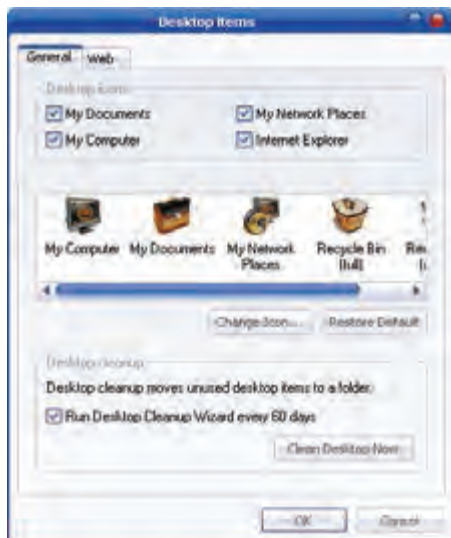 Desktop Items
General Web
Desktop icons
My Documents My Network Places
My Computer Internet Explorer
My Computer My Documents My Network Places Recycle Bin (full)
Change Icon... Restore Default
Desktop cleanup
Desktop cleanup moves unused desktop items to a folder.
Run Desktop Cleanup Wizard every 60 days
Clean Desktop Now
OK Cancel